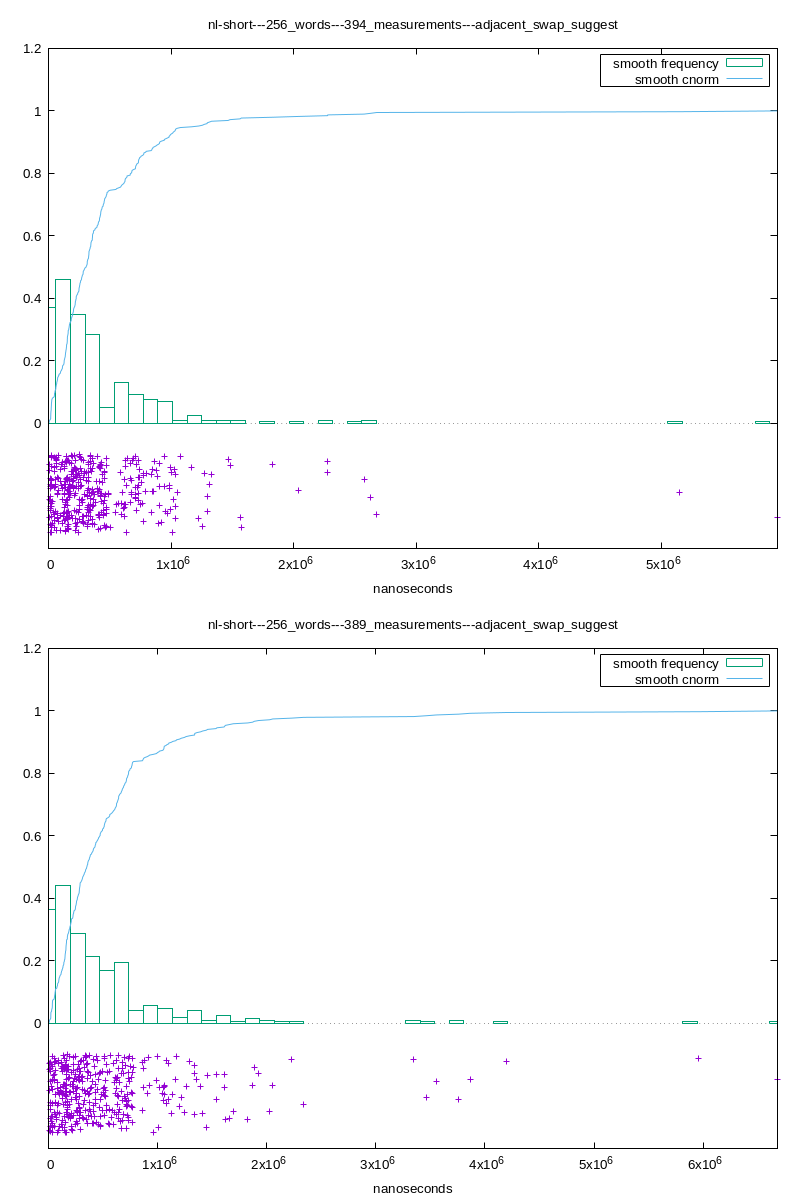 nl-short---256_words---394_measurements---adjacent_swap_suggest
1.2
smooth frequency
smooth cnorm
1
0.8
0.6
0.4
0.2
0
0 1x10^6 2x10^6 3x10^6 4x10^6 5x10^6
nanoseconds
nl-short---256_words---389_measurements---adjacent_swap_suggest
1.2
smooth frequency
smooth cnorm
1
0.8
0.6
0.4
0.2
0
0 1x10^6 2x10^6 3x10^6 4x10^6 5x10^6 6x10^6
nanoseconds